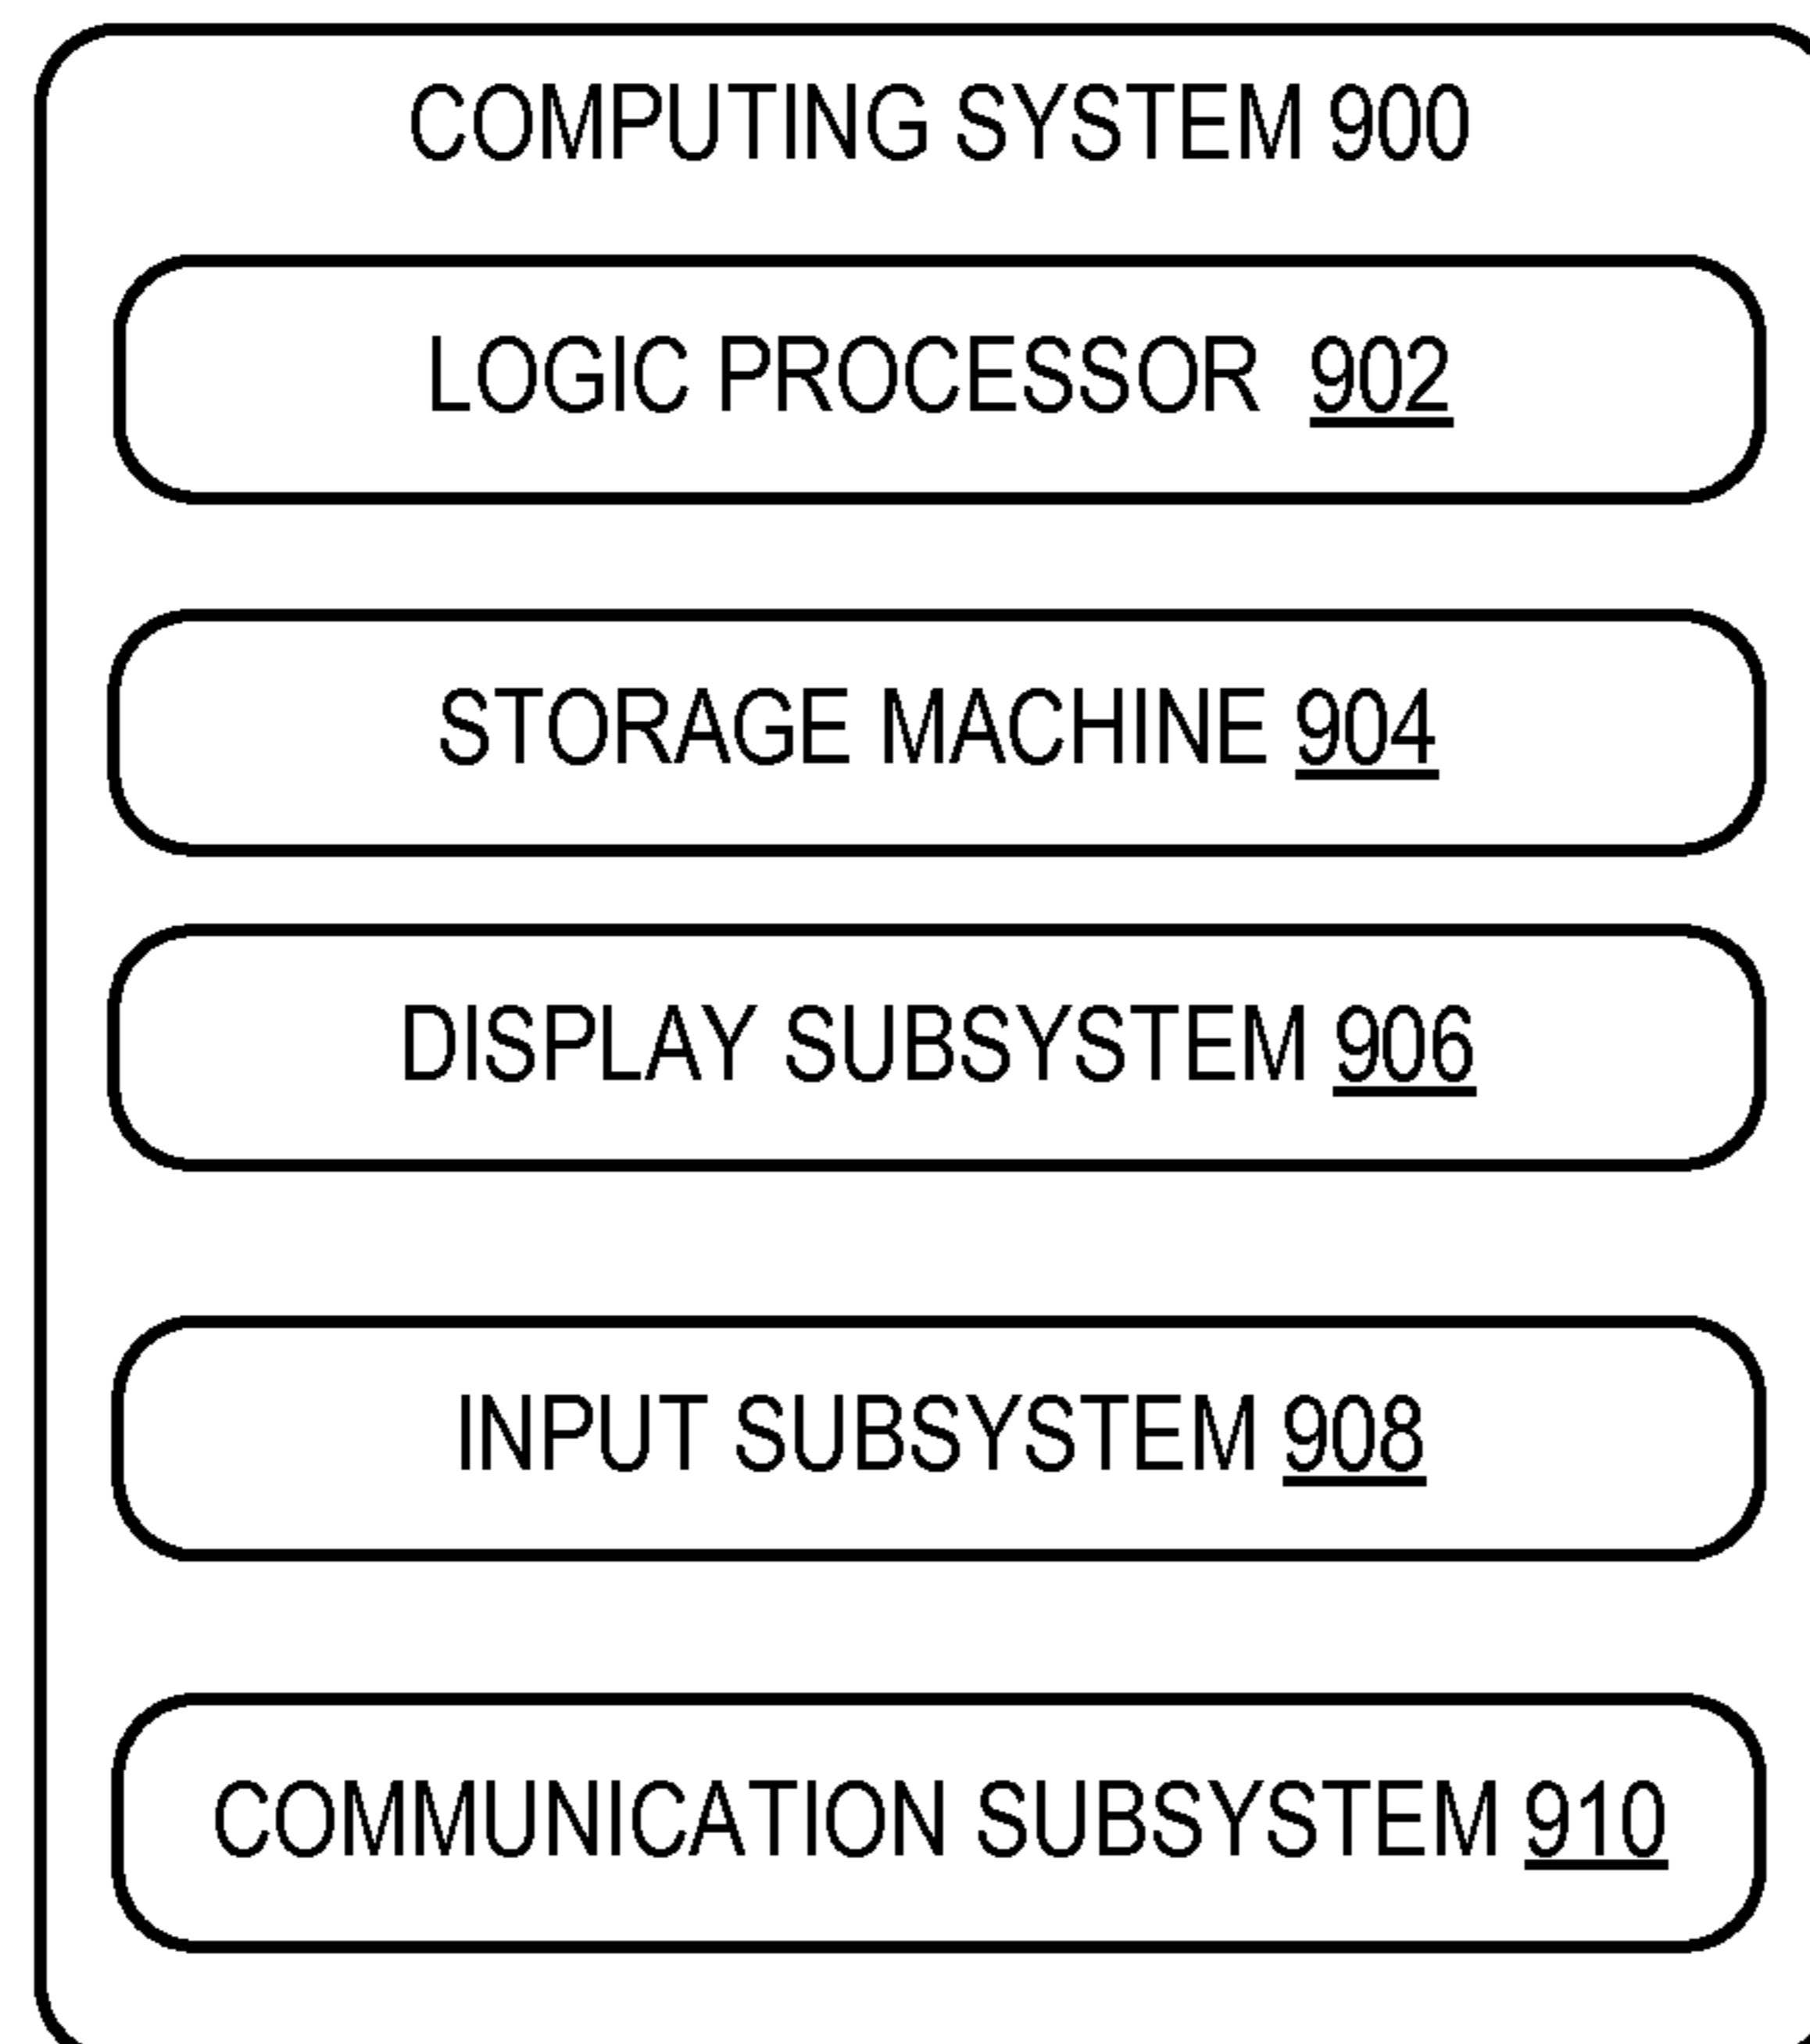 COMPUTING SYSTEM 900
LOGIC PROCESSOR 902
STORAGE MACHINE 904
DISPLAY SUBSYSTEM 906
INPUT SUBSYSTEM 908
COMMUNICATION SUBSYSTEM 910